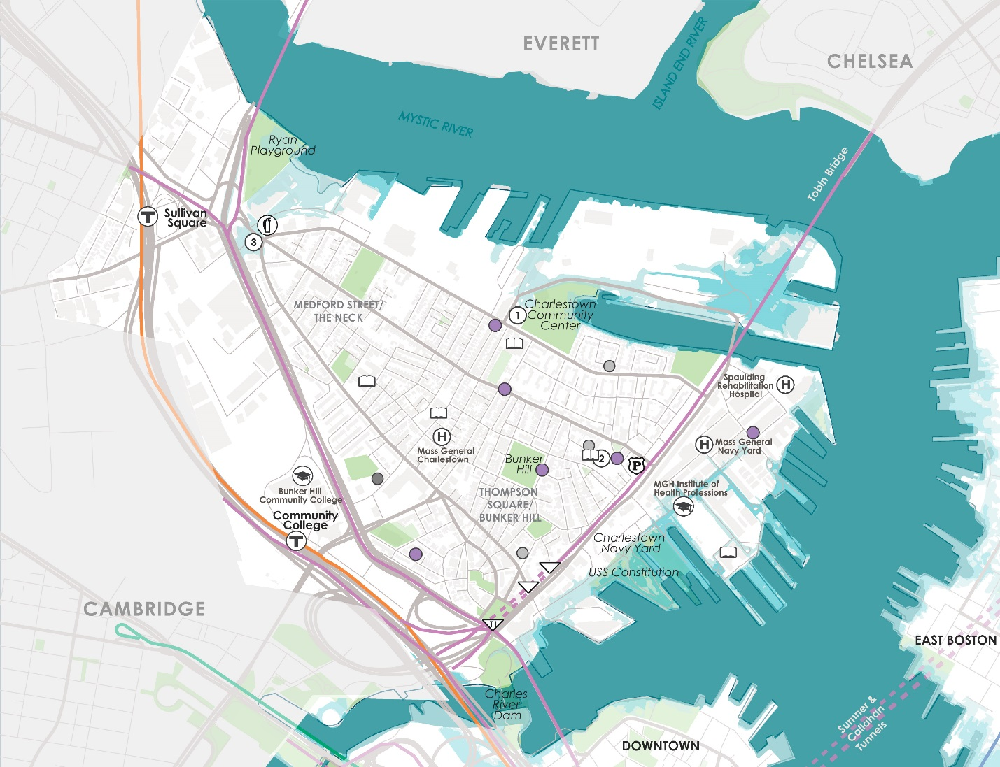 EVERETT
CHELSEA
ISLAND END RIVER
MYSTIC RIVER
Ryan
Playground
Tobin Bridge
T
Sullivan
Square
3
MEDFORD STREET/
THE NECK
1
Charlestown
Community
Center
Spaulding
Rehabilitation
Hospital
H
H
Mass General
Charlestown
H
Mass General
Navy Yard
Bunker
Hill
2
P
Bunker Hill
Community College
THOMPSON
SQUARE/
BUNKER HILL
MGH Institute of
Health Professions
Community
College
T
Charlestown
Navy Yard
USS Constitution
CAMBRIDGE
EAST BOSTON
Charles
River
Dam
Sumner &
Callahan
Tunnels
DOWNTOWN